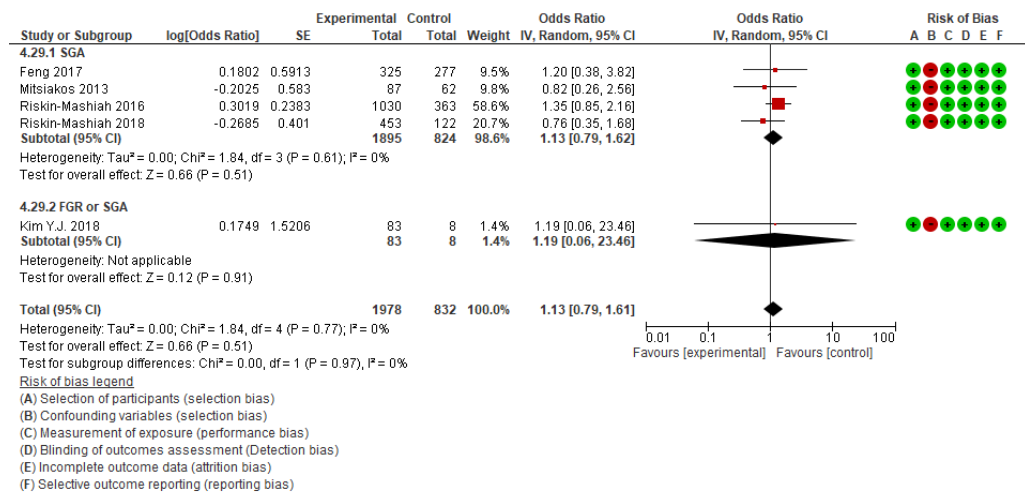 Experimental Control Odds Ratio Odds Ratio Risk of Bias
Study or Subgroup log[Odds Ratio] SE Total Total Weight IV, Random, 95% CI IV, Random, 95% CI A B C D E F
4.29.1 SGA
Feng 2017 0.1802 0.5913 325 277 9.5% 1.20 [0.38, 3.82]
Mitsiakos 2013 -0.2025 0.583 87 62 9.8% 0.82 [0.26, 2.56]
Riskin-Mashiah 2016 0.3019 0.2383 1030 363 58.6% 1.35 [0.85, 2.16]
Riskin-Mashiah 2018 -0.2685 0.401 453 122 20.7% 0.76 [0.35, 1.68]
Subtotal (95% CI) 1895 824 98.6% 1.13 [0.79, 1.62]
Heterogeneity: Tau² = 0.00; Chi² = 1.84, df = 3 (P = 0.61); I² = 0%
Test for overall effect: Z = 0.66 (P = 0.51)
4.29.2 FGR or SGA
Kim Y.J. 2018 0.1749 1.5206 83 8 1.4% 1.19 [0.06, 23.46]
Subtotal (95% CI) 83 8 1.4% 1.19 [0.06, 23.46]
Heterogeneity: Not applicable
Test for overall effect: Z = 0.12 (P = 0.91)
Total (95% CI) 1978 832 100.0% 1.13 [0.79, 1.61]
Heterogeneity: Tau² = 0.00; Chi² = 1.84, df = 4 (P = 0.77); I² = 0%
Test for overall effect: Z = 0.66 (P = 0.51)
Test for subgroup differences: Chi² = 0.00, df = 1 (P = 0.97), I² = 0%
0.01 0.1 1 10 100
Favours [experimental] Favours [control]
Risk of bias legend
(A) Selection of participants (selection bias)
(B) Confounding variables (selection bias)
(C) Measurement of exposure (performance bias)
(D) Blinding of outcomes assessment (Detection bias)
(E) Incomplete outcome data (attrition bias)
(F) Selective outcome reporting (reporting bias)